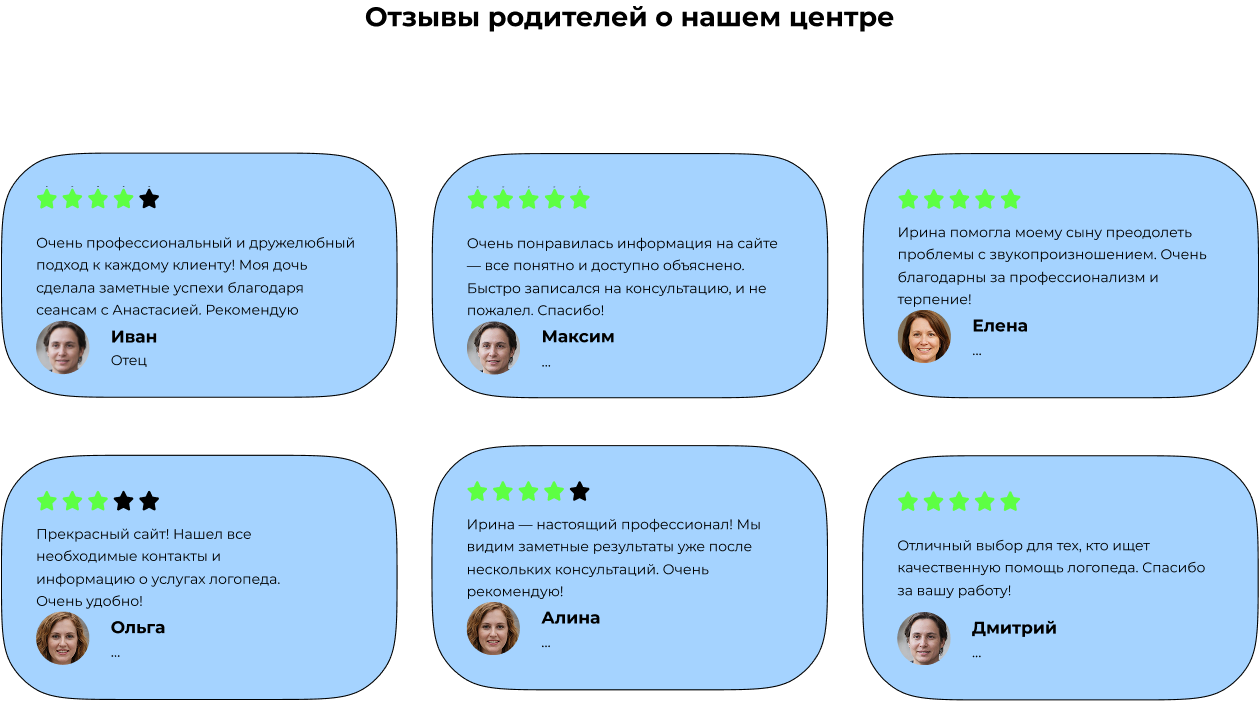 Отзывы родителей о нашем центре
Очень профессиональный и дружелюбный
подход к каждому клиенту! Моя дочь
сделала заметные успехи благодаря
сеансам с Анастасией. Рекомендую
Иван
Отец
Очень понравилась информация на сайте
— все понятно и доступно объяснено.
Быстро записался на консультацию, и не
пожалел. Спасибо!
Максим
...
Ирина помогла моему сыну преодолеть
проблемы с звукопроизношением. Очень
благодарны за профессионализм и
терпение!
Елена
...
Прекрасный сайт! Нашел все
необходимые контакты и
информацию о услугах логопеда.
Очень удобно!
Ольга
...
Ирина — настоящий профессионал! Мы
видим заметные результаты уже после
нескольких консультаций. Очень
рекомендую!
Алина
...
Отличный выбор для тех, кто ищет
качественную помощь логопеда. Спасибо
за вашу работу!
Дмитрий
...